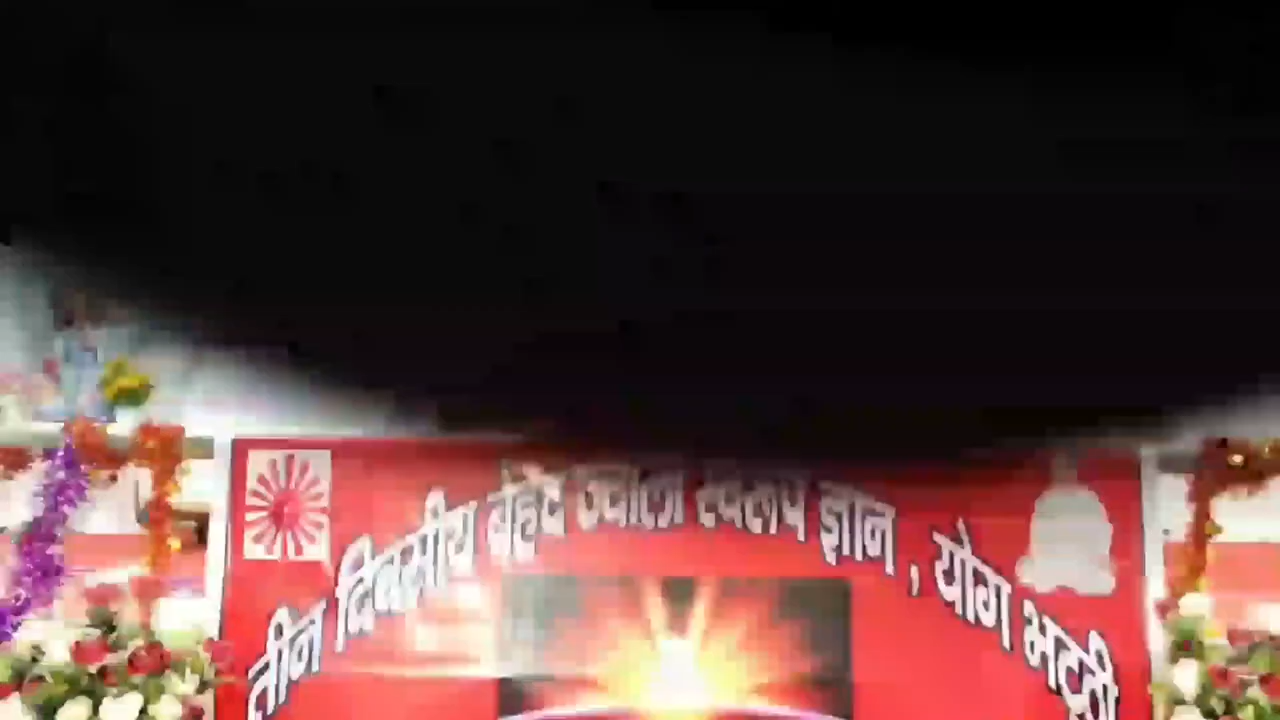 तीन दिवसीय बेहद ज्वाला स्वरूप ज्ञान , योग भट्ठी